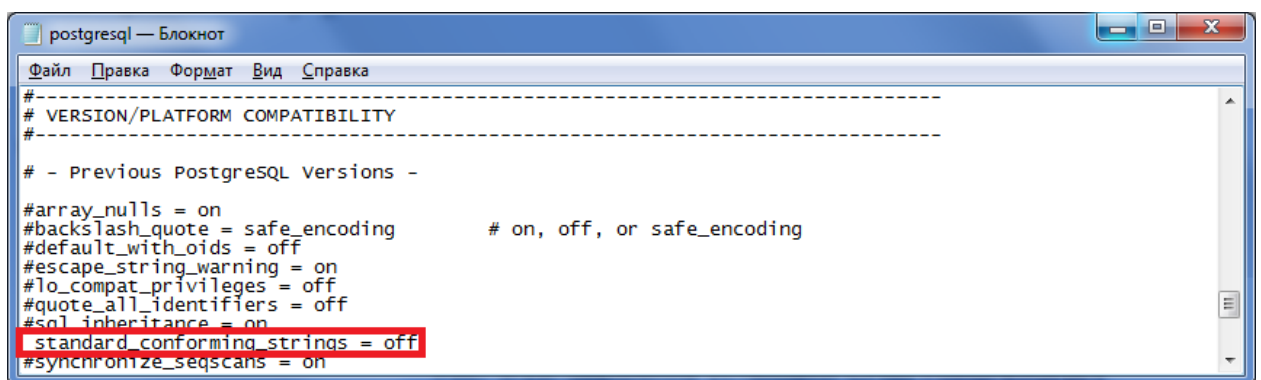 postgresql — Блокнот
Файл Правка Формат Вид Справка
#------------------------------------------------------------------------------
# VERSION/PLATFORM COMPATIBILITY
#------------------------------------------------------------------------------
# - Previous PostgreSQL Versions -
#array_nulls = on
#backslash_quote = safe_encoding # on, off, or safe_encoding
#default_with_oids = off
#escape_string_warning = on
#lo_compat_privileges = off
#quote_all_identifiers = off
#sql_inheritance = on
standard_conforming_strings = off
#synchronize_seqscans = on